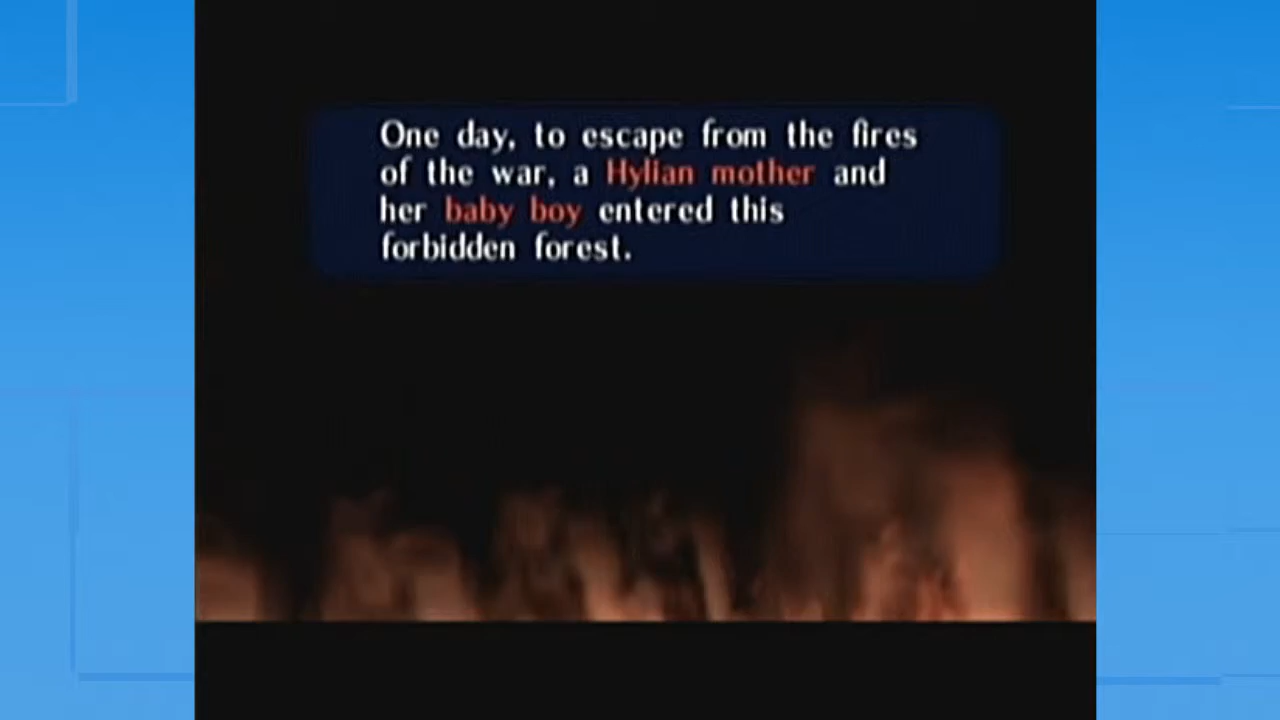 One day, to escape from the fires
of the war, a Hylian mother and
her baby boy entered this
forbidden forest.